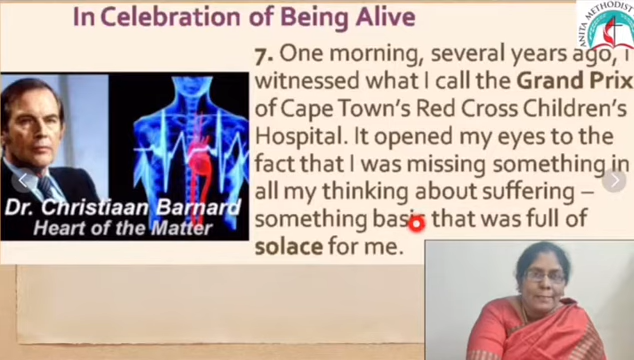 In Celebration of Being Alive
ANITA METHODIST
7. One morning, several years ago, I
witnessed what I call the Grand Prix
of Cape Town's Red Cross Children's
Hospital. It opened my eyes to the
fact that I was missing something in
all my thinking about suffering –
something basic that was full of
solace for me.
Dr. Christiaan Barnard
Heart of the Matter